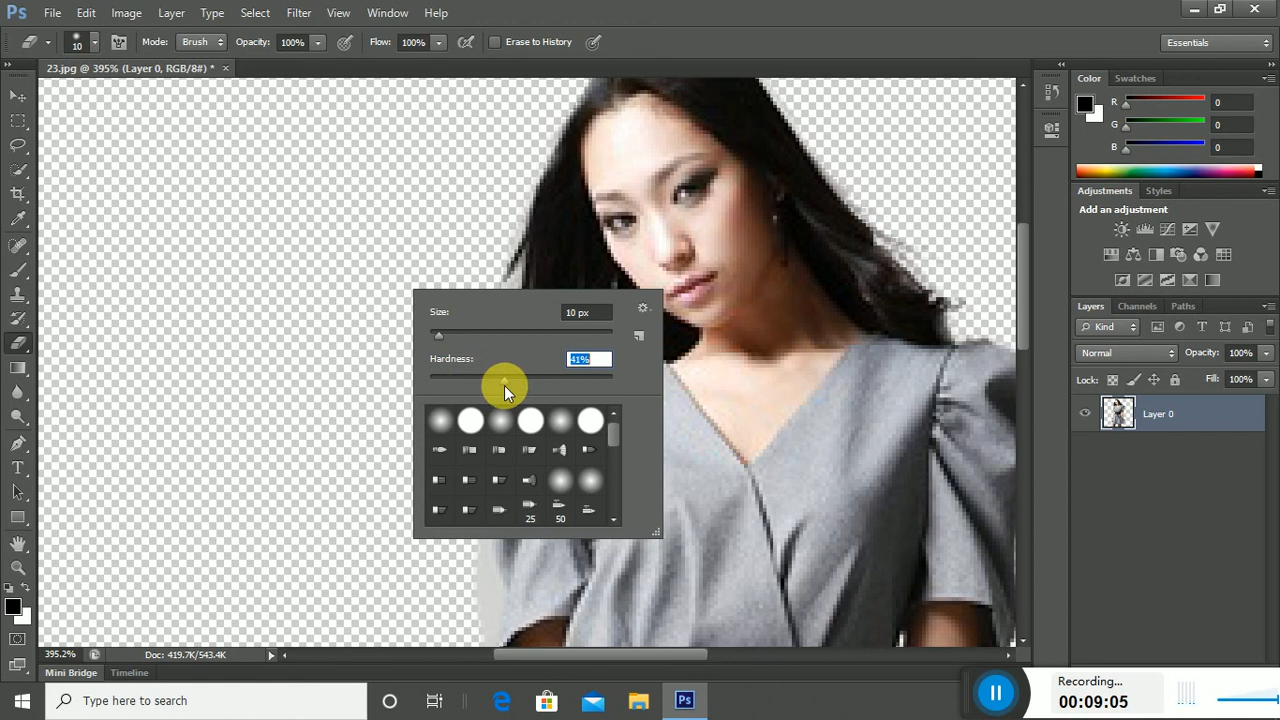 Ps File Edit Image Layer Type Select Filter View Window Help
10 Mode: Brush Opacity: 100% Flow: 100% Erase to History Essentials
23.jpg @ 395% (Layer 0, RGB/8#) * x
Color Swatches
R 0
G 0
B 0
Adjustments Styles
Add an adjustment
Layers Channels Paths
Kind
Normal Opacity: 100%
Lock: Fill: 100%
Layer 0
Size: 10 px
Hardness: 41%
25 50
395.2% Doc: 419.7K/543.4K
Mini Bridge Timeline
Type here to search
Ps
Recording...
00:09:05